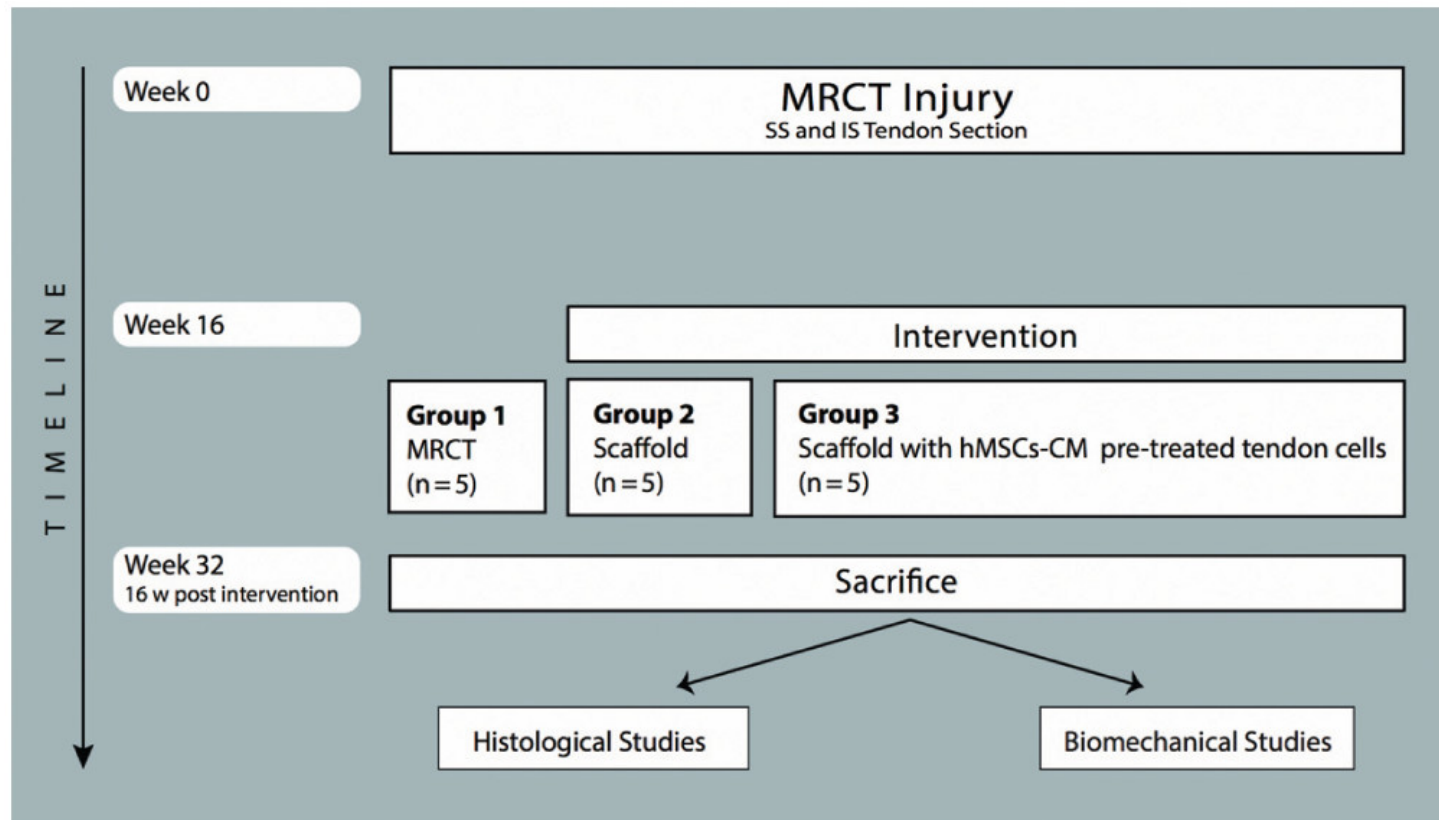 TIMELINE
Week 0
MRCT Injury
SS and IS Tendon Section
Week 16
Intervention
Group 1
MRCT
(n = 5)
Group 2
Scaffold
(n = 5)
Group 3
Scaffold with hMSCs-CM pre-treated tendon cells
(n = 5)
Week 32
16 w post intervention
Sacrifice
Histological Studies
Biomechanical Studies